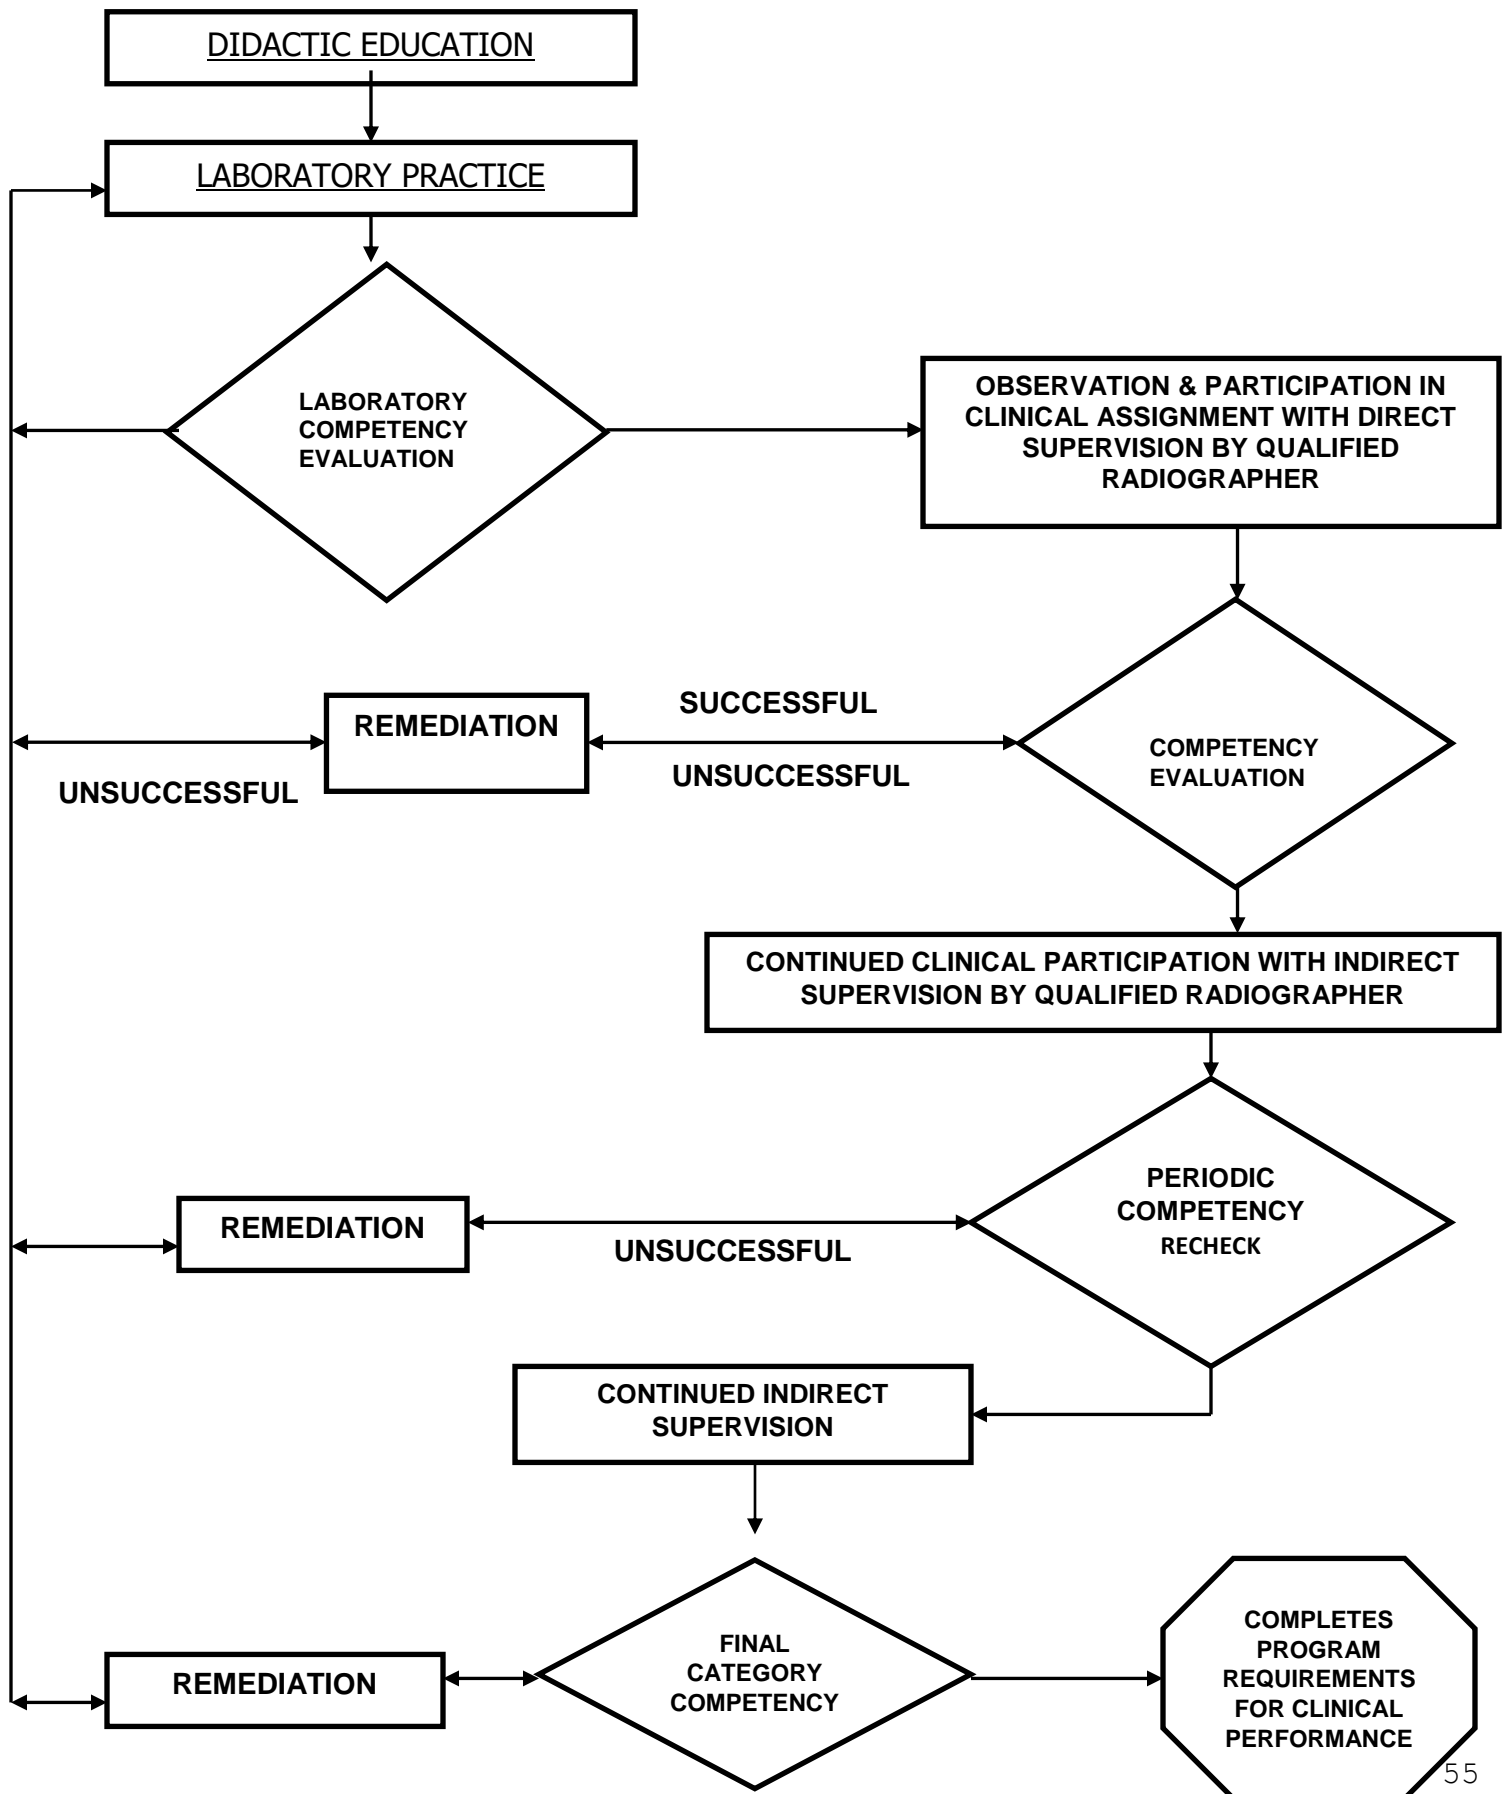 DIDACTIC EDUCATION
LABORATORY PRACTICE
LABORATORY
COMPETENCY
EVALUATION
OBSERVATION & PARTICIPATION IN
CLINICAL ASSIGNMENT WITH DIRECT
SUPERVISION BY QUALIFIED
RADIOGRAPHER
REMEDIATION
UNSUCCESSFUL
SUCCESSFUL
UNSUCCESSFUL
COMPETENCY
EVALUATION
CONTINUED CLINICAL PARTICIPATION WITH INDIRECT
SUPERVISION BY QUALIFIED RADIOGRAPHER
REMEDIATION
UNSUCCESSFUL
PERIODIC
COMPETENCY
RECHECK
CONTINUED INDIRECT
SUPERVISION
REMEDIATION
FINAL
CATEGORY
COMPETENCY
COMPLETES
PROGRAM
REQUIREMENTS
FOR CLINICAL
PERFORMANCE
55